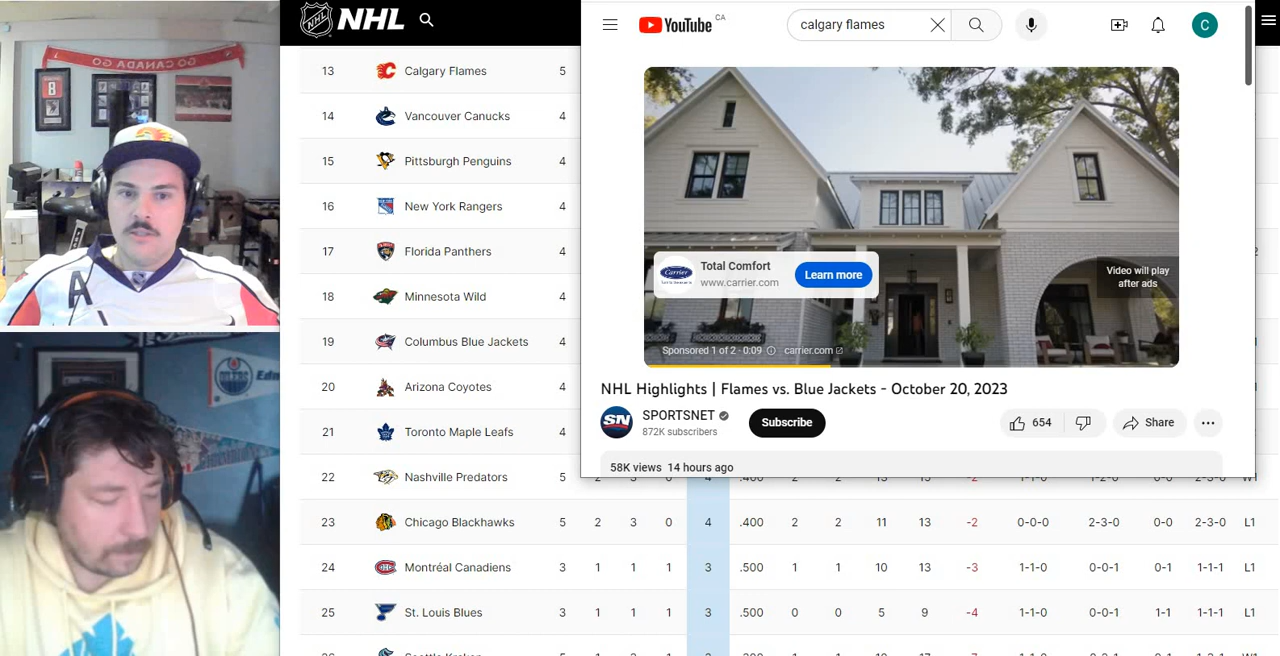 GO CANADA GO
8
A
OILERS
Edm
NHL
13 Calgary Flames 5
14 Vancouver Canucks 4
15 Pittsburgh Penguins 4
16 New York Rangers 4
17 Florida Panthers 4
18 Minnesota Wild 4
19 Columbus Blue Jackets 4
20 Arizona Coyotes 4
21 Toronto Maple Leafs 4
22 Nashville Predators 5
23 Chicago Blackhawks 5 2 3 0 4 .400 2 2 11 13 -2 0-0-0 2-3-0 0-0 2-3-0 L1
24 Montréal Canadiens 3 1 1 1 3 .500 1 1 10 13 -3 1-1-0 0-0-1 0-1 1-1-1 L1
25 St. Louis Blues 3 1 1 1 3 .500 0 0 5 9 -4 1-1-0 0-0-1 1-1 1-1-1 L1
YouTube CA
calgary flames
C
Carrier
Total Comfort
www.carrier.com
Learn more
Video will play
after ads
Sponsored 1 of 2 · 0:09 carrier.com
NHL Highlights | Flames vs. Blue Jackets - October 20, 2023
SN
SPORTSNET
872K subscribers
Subscribe
654
Share
58K views 14 hours ago